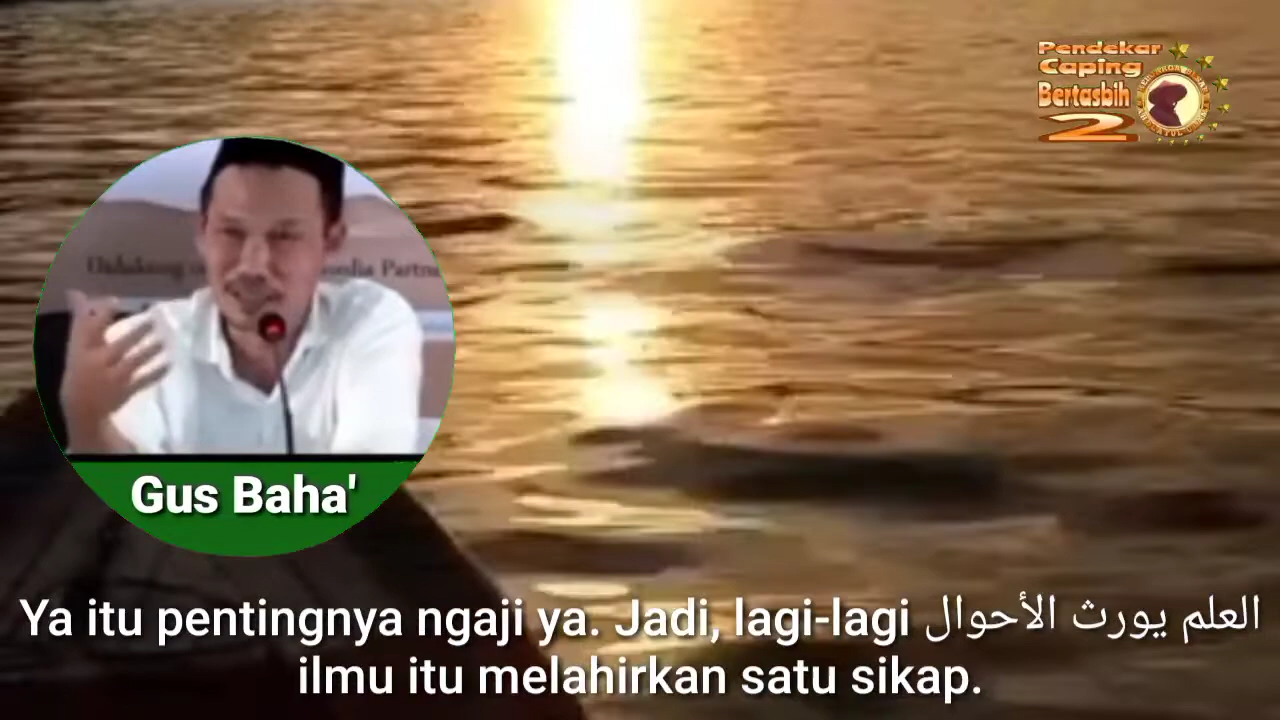 Pendekar
Caping
Bertasbih
2
Gus Baha'
Ya itu pentingnya ngaji ya. Jadi, lagi-lagi العلم يورث الأحوال
ilmu itu melahirkan satu sikap.